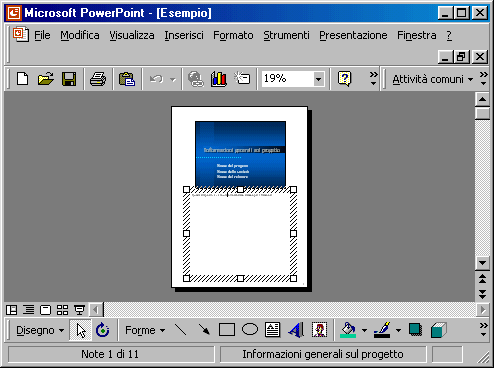 Microsoft PowerPoint - [Esempio]
File Modifica Visualizza Inserisci Formato Strumenti Presentazione Finestra ?
19% Attività comuni
Informazioni generali sul progetto
Nome del progetto
Nome della società
Nome del relatore
Disegno Forme
Note 1 di 11 Informazioni generali sul progetto